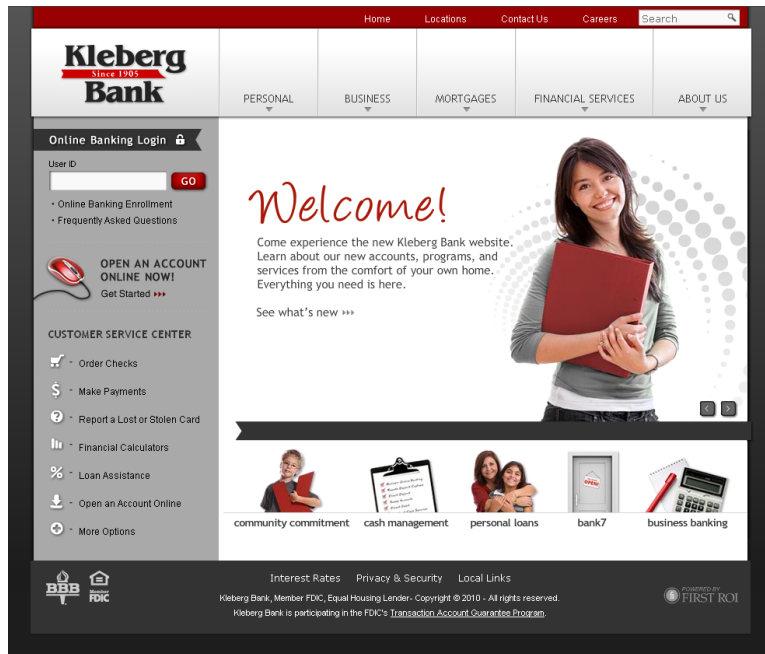 Home Locations Contact Us Careers Search
Kleberg
Since 1905
Bank
PERSONAL BUSINESS MORTGAGES FINANCIAL SERVICES ABOUT US
Online Banking Login
User ID
GO
· Online Banking Enrollment
· Frequently Asked Questions
OPEN AN ACCOUNT
ONLINE NOW!
Get Started
CUSTOMER SERVICE CENTER
- Order Checks
$ - Make Payments
? - Report a Lost or Stolen Card
- Financial Calculators
% - Loan Assistance
- Open an Account Online
- More Options
Welcome!
Come experience the new Kleberg Bank website.
Learn about our new accounts, programs, and
services from the comfort of your own home.
Everything you need is here.
See what's new
OPEN!
community commitment cash management personal loans bank7 business banking
BBB
Member
FDIC
Interest Rates Privacy & Security Local Links
Kleberg Bank, Member FDIC, Equal Housing Lender- Copyright © 2010 - All rights reserved.
Kleberg Bank is participating in the FDIC's Transaction Account Guarantee Program.
POWERED BY
FIRST ROI